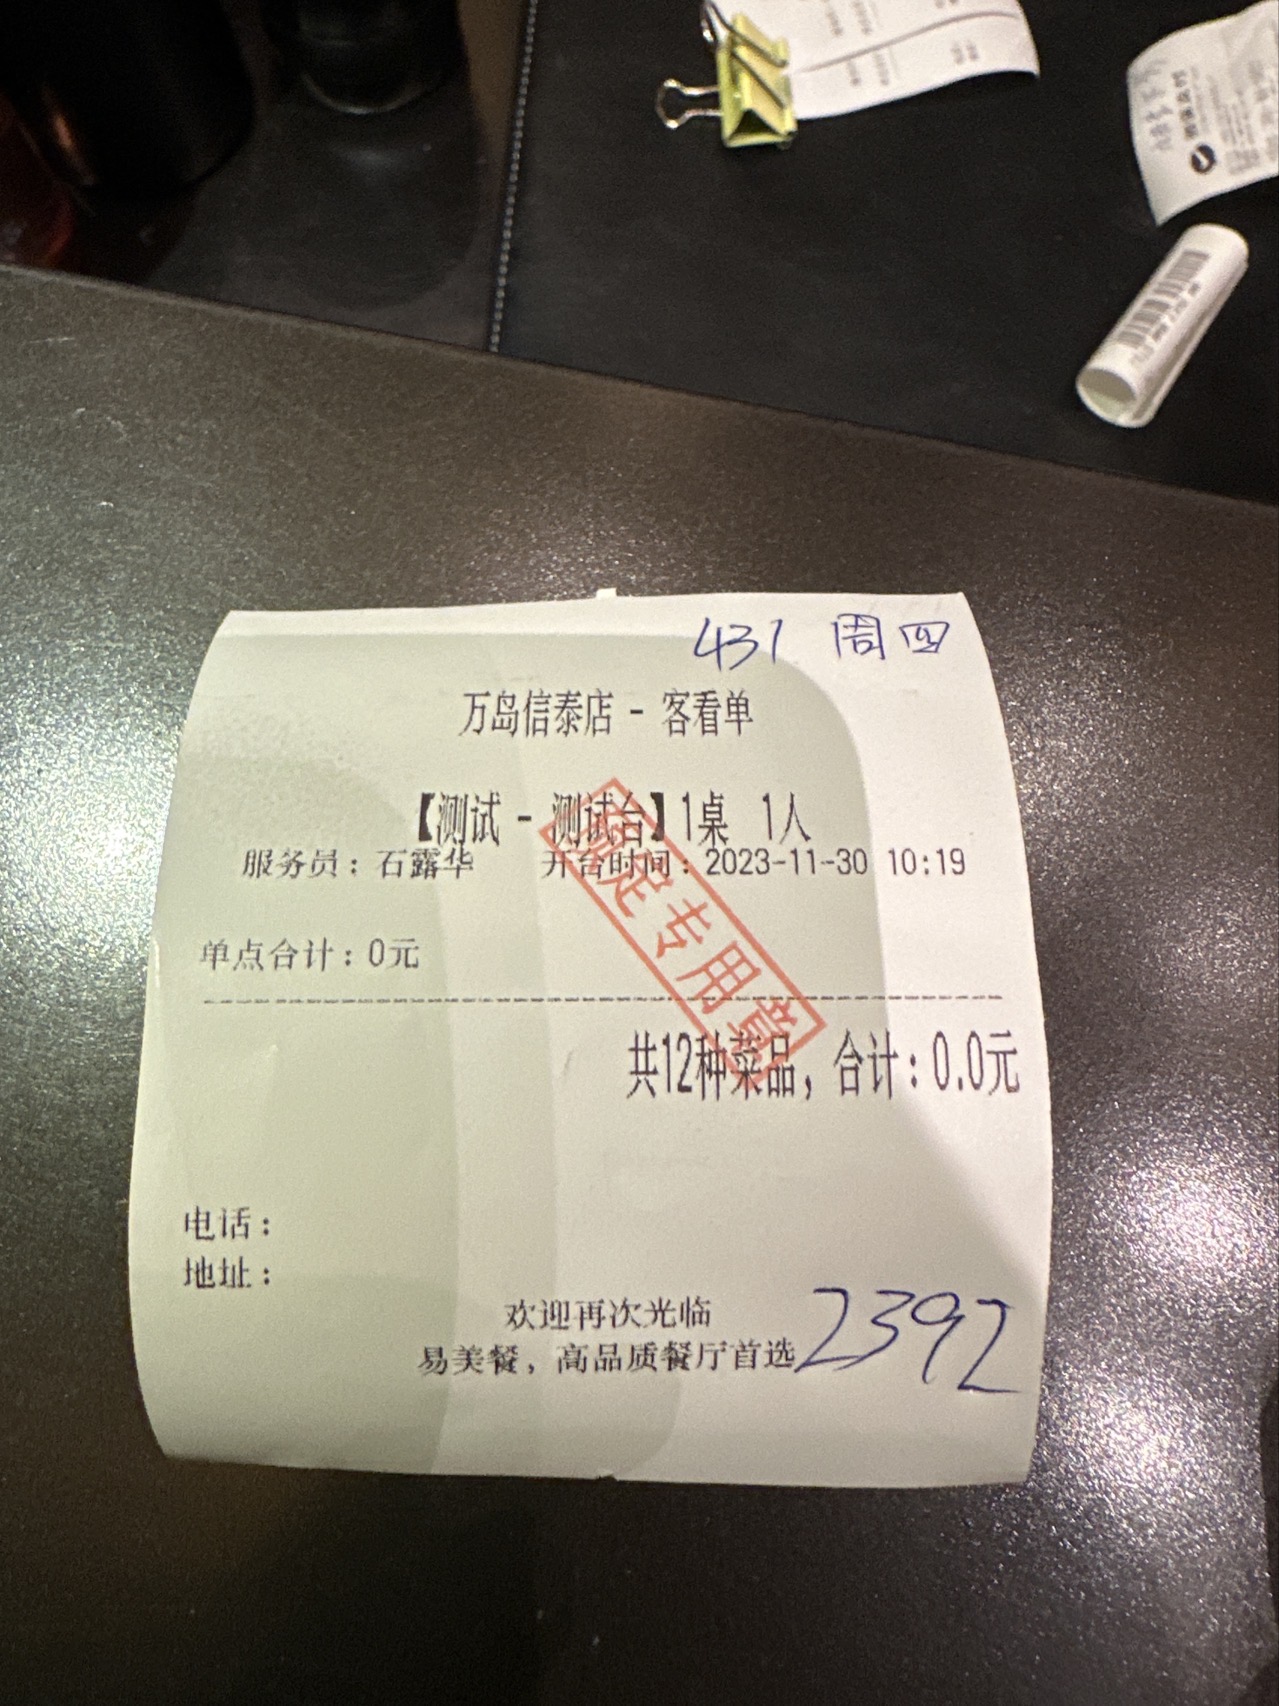 431 周四
万岛信泰店 - 客看单
【测试 - 测试台】1桌 1人
服务员：石露华 开台时间：2023-11-30 10:19
专用章
单点合计：0元
共12种菜品，合计：0.0元
电话：
地址：
欢迎再次光临
易美餐，高品质餐厅首选
2392